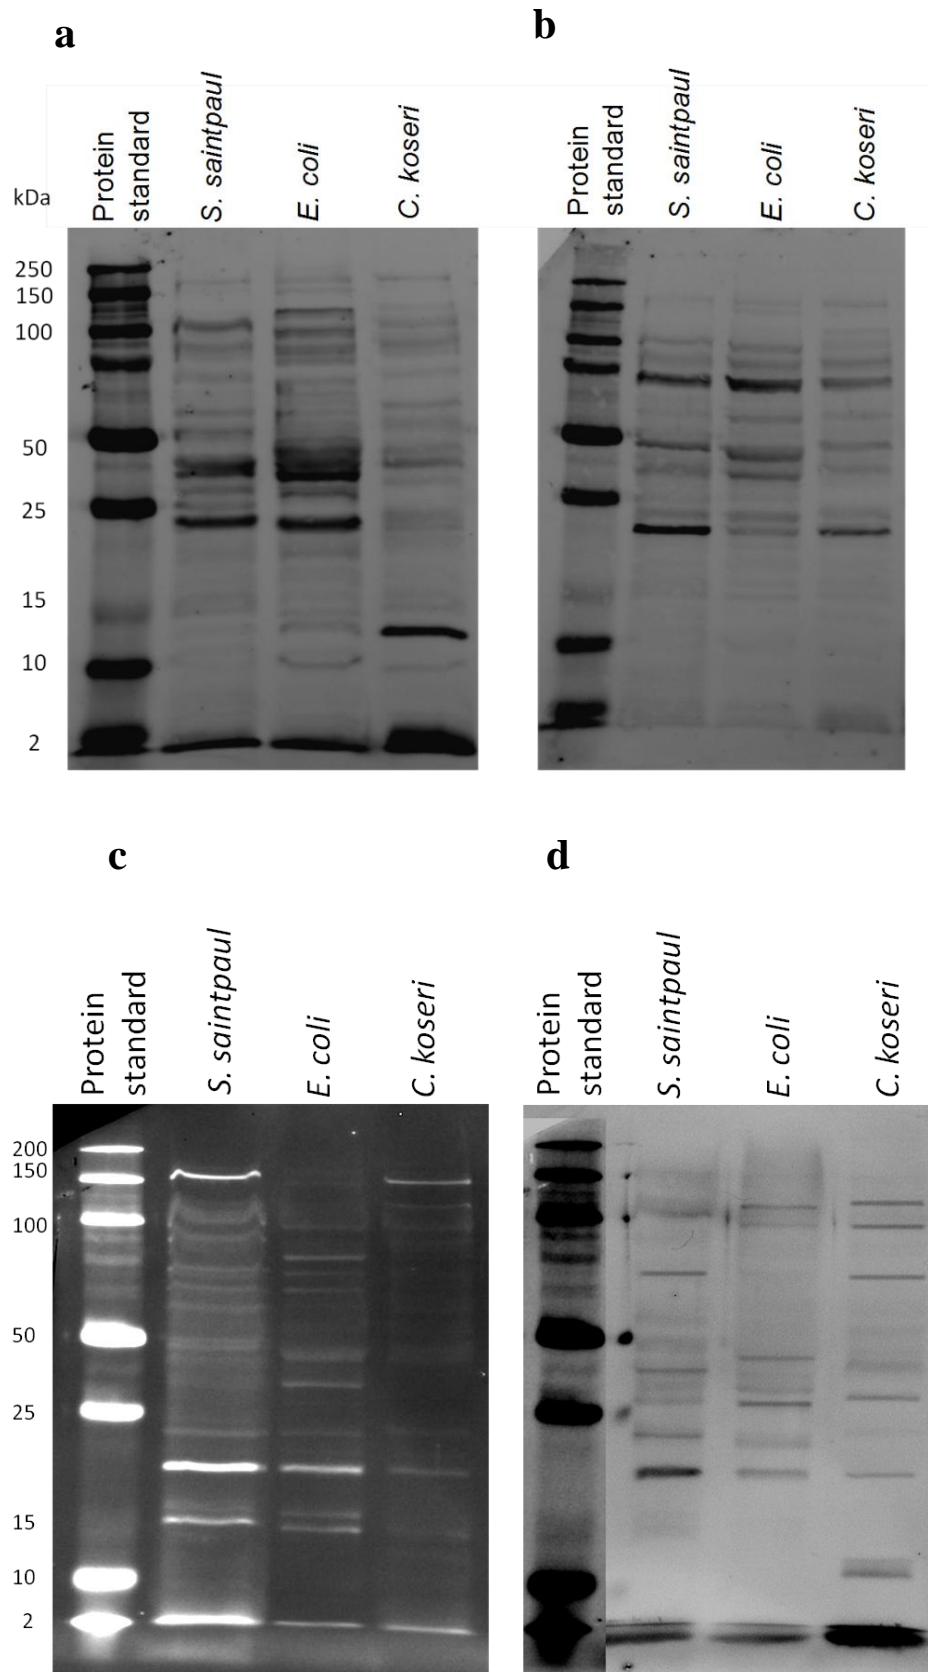 a
b
kDa
Protein standard
S. saintpaul
E. coli
C. koseri
Protein standard
S. saintpaul
E. coli
C. koseri
250
150
100
50
25
15
10
2
c
d
Protein standard
S. saintpaul
E. coli
C. koseri
Protein standard
S. saintpaul
E. coli
C. koseri
200
150
100
50
25
15
10
2